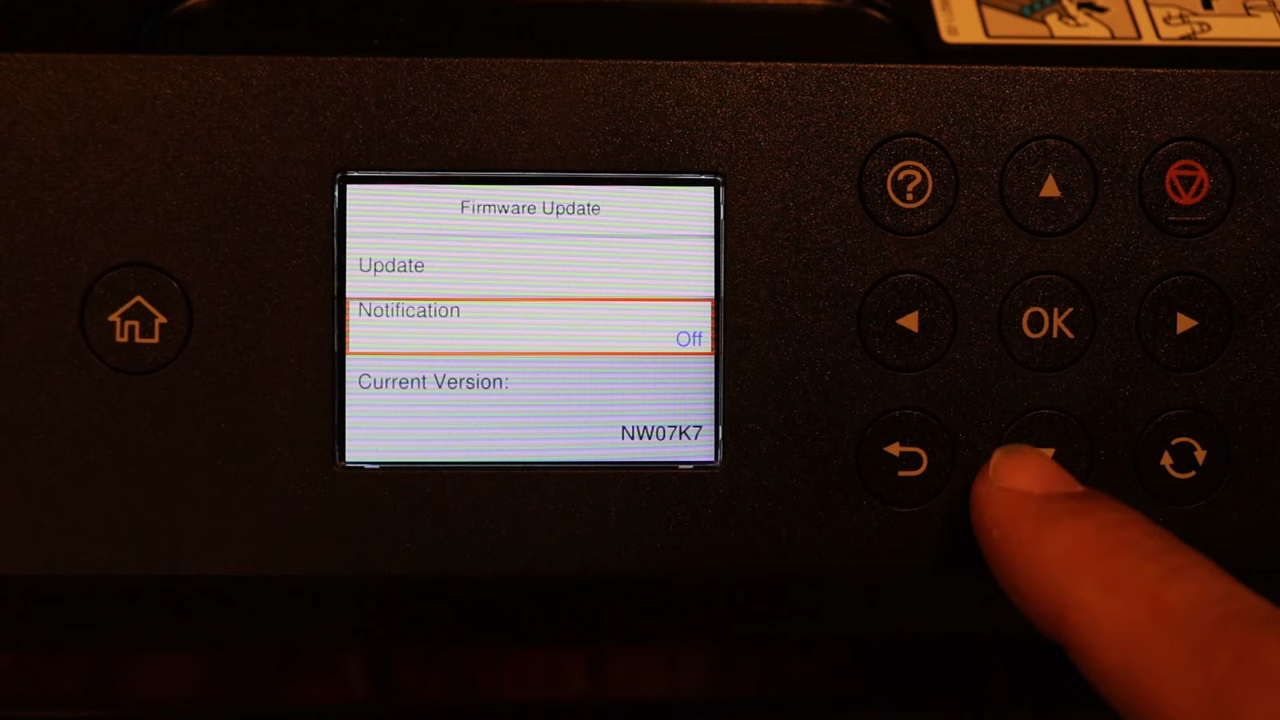 Firmware Update
Update
Notification
Off
Current Version:
NW07K7
?
OK